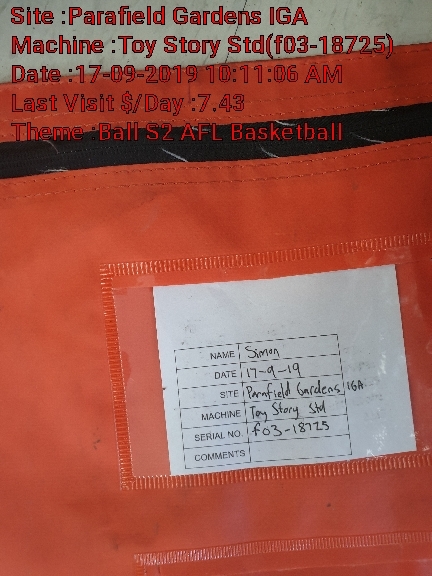 Site :Parafield Gardens IGA
Machine :Toy Story Std(f03-18725)
Date :17-09-2019 10:11:06 AM
Last Visit $/Day :7.43
Theme :Ball S2 AFL Basketball
NAME Simon
DATE 17-9-19
SITE Parafield Gardens IGA
MACHINE Toy Story Std
SERIAL NO. f03-18725
COMMENTS